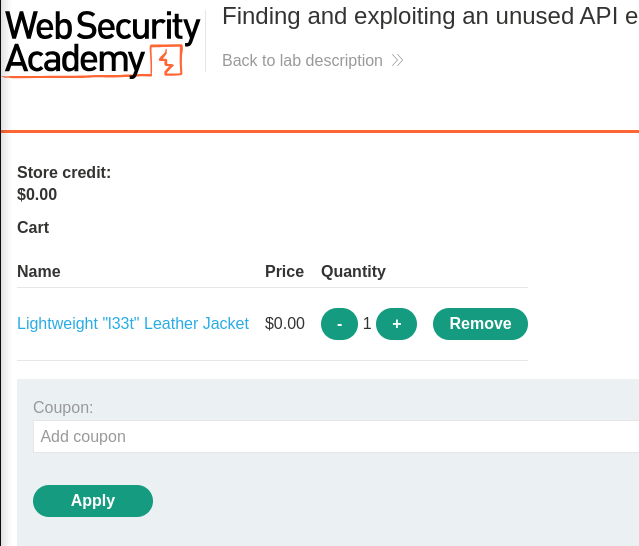 Web Security
Academy
Finding and exploiting an unused API e
Back to lab description
Store credit:
$0.00
Cart
Name Price Quantity
Lightweight "l33t" Leather Jacket $0.00 - 1 + Remove
Coupon:
Add coupon
Apply